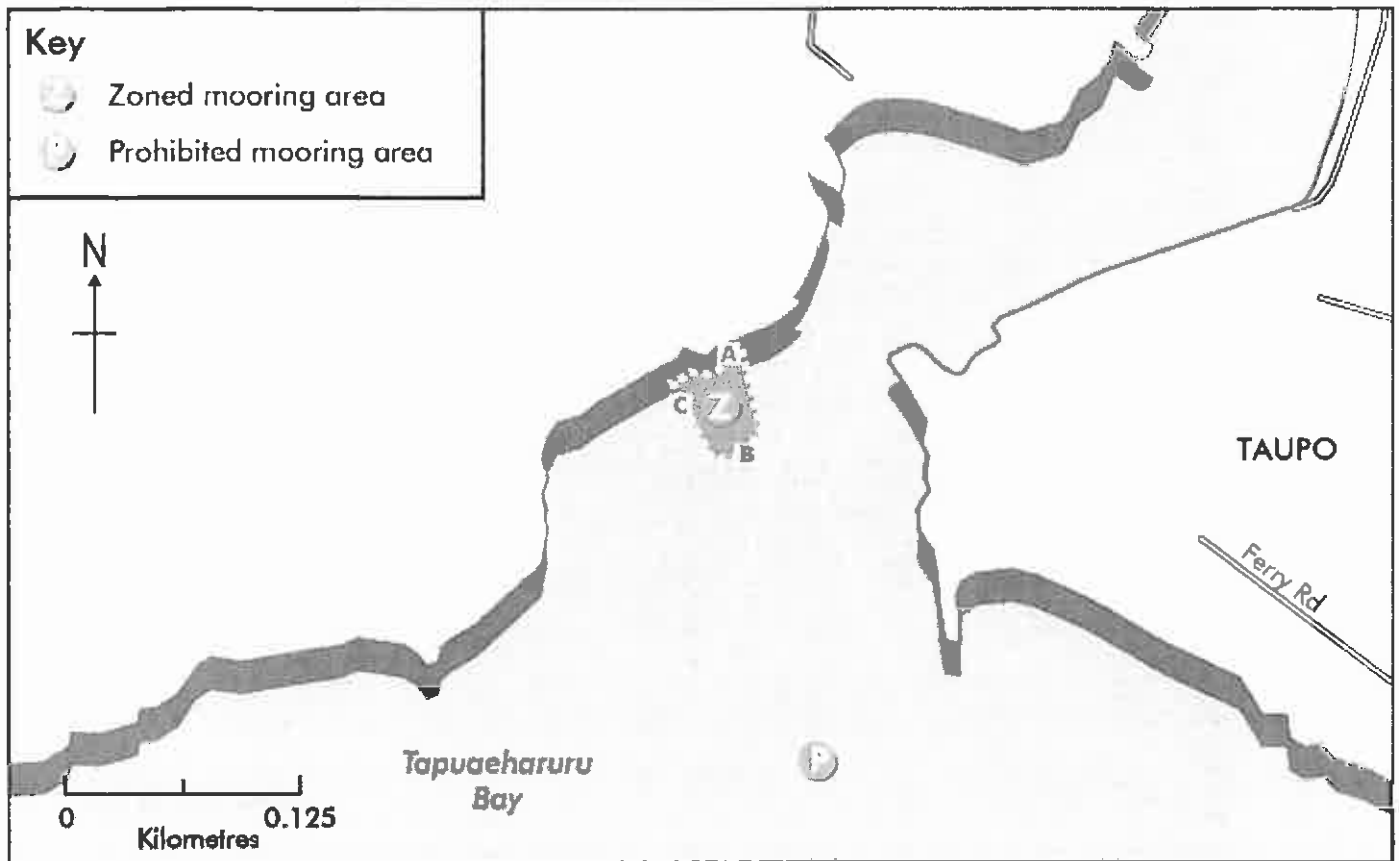 Key
Z Zoned mooring area
P Prohibited mooring area
N
A
C Z
B
TAUPO
Ferry Rd
P
Tapuaeharuru
Bay
0 0.125
Kilometres